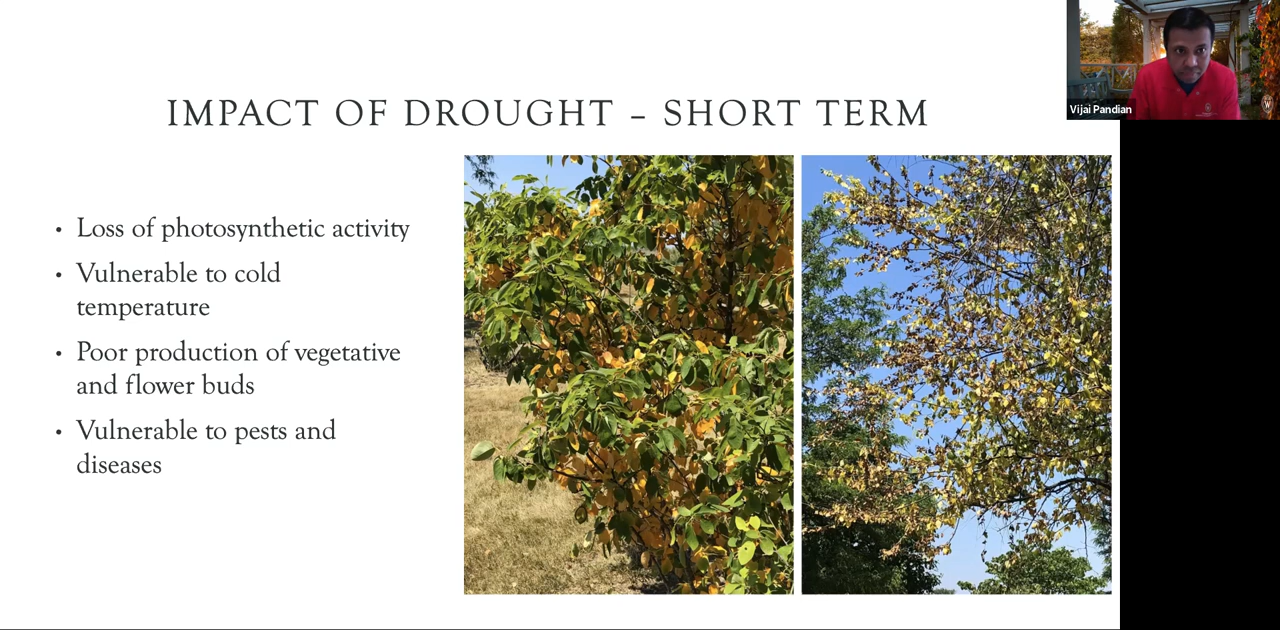 Vijai Pandian
IMPACT OF DROUGHT – SHORT TERM
• Loss of photosynthetic activity
• Vulnerable to cold
temperature
• Poor production of vegetative
and flower buds
• Vulnerable to pests and
diseases